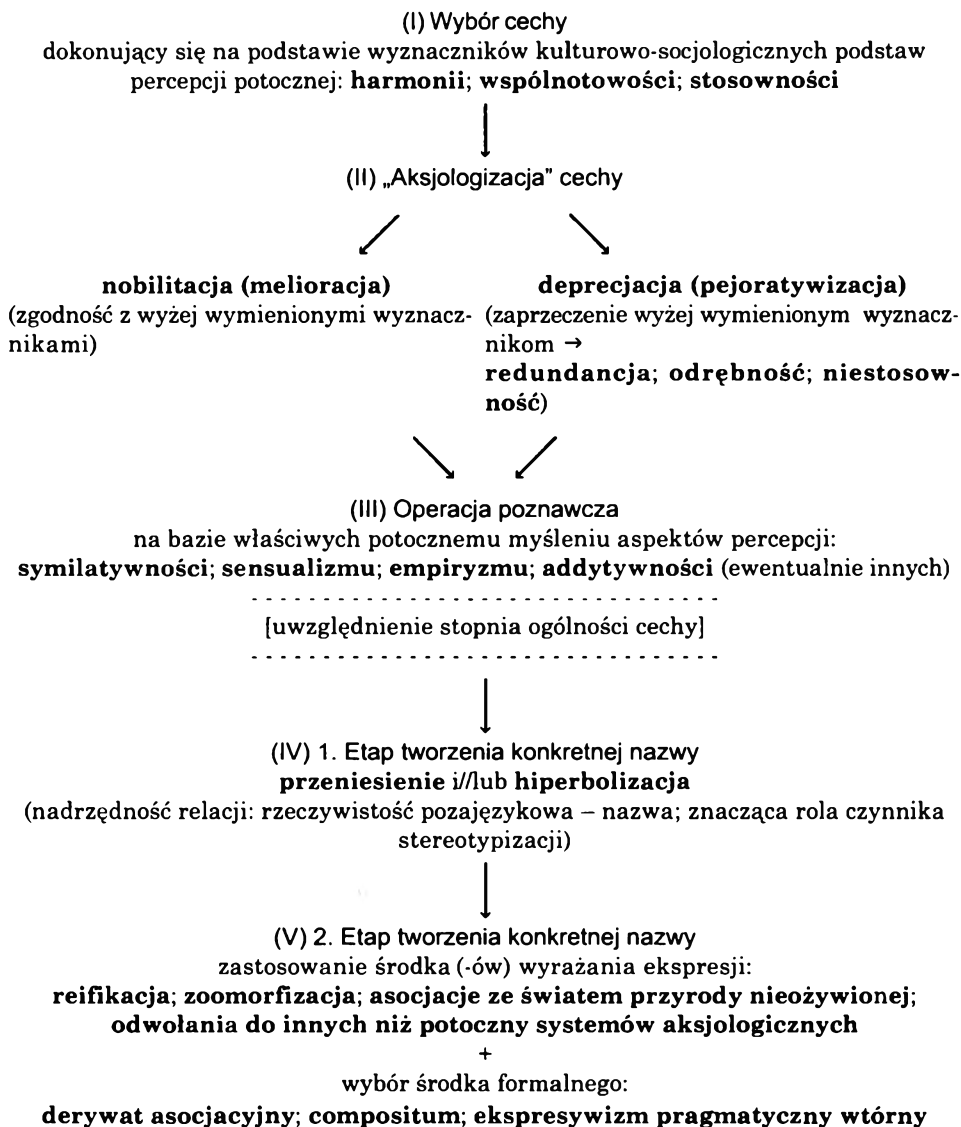 (I) Wybór cechy
dokonujący się na podstawie wyznaczników kulturowo-socjologicznych podstaw
percepcji potocznej: harmonii; wspólnotowości; stosowności
(II) „Aksjologizacja” cechy
nobilitacja (melioracja)
(zgodność z wyżej wymienionymi wyznacz-
nikami)
deprecjacja (pejoratywizacja)
(zaprzeczenie wyżej wymienionym wyznacz-
nikom →
redundancja; odrębność; niestosow-
ność)
(III) Operacja poznawcza
na bazie właściwych potocznemu myśleniu aspektów percepcji:
symilatywności; sensualizmu; empiryzmu; addytywności (ewentualnie innych)
[uwzględnienie stopnia ogólności cechy]
(IV) 1. Etap tworzenia konkretnej nazwy
przeniesienie i//lub hiperbolizacja
(nadrzędność relacji: rzeczywistość pozajęzykowa – nazwa; znacząca rola czynnika
stereotypizacji)
(V) 2. Etap tworzenia konkretnej nazwy
zastosowanie środka (-ów) wyrażania ekspresji:
reifikacja; zoomorfizacja; asocjacje ze światem przyrody nieożywionej;
odwołania do innych niż potoczny systemów aksjologicznych
+
wybór środka formalnego:
derywat asocjacyjny; compositum; ekspresywizm pragmatyczny wtórny